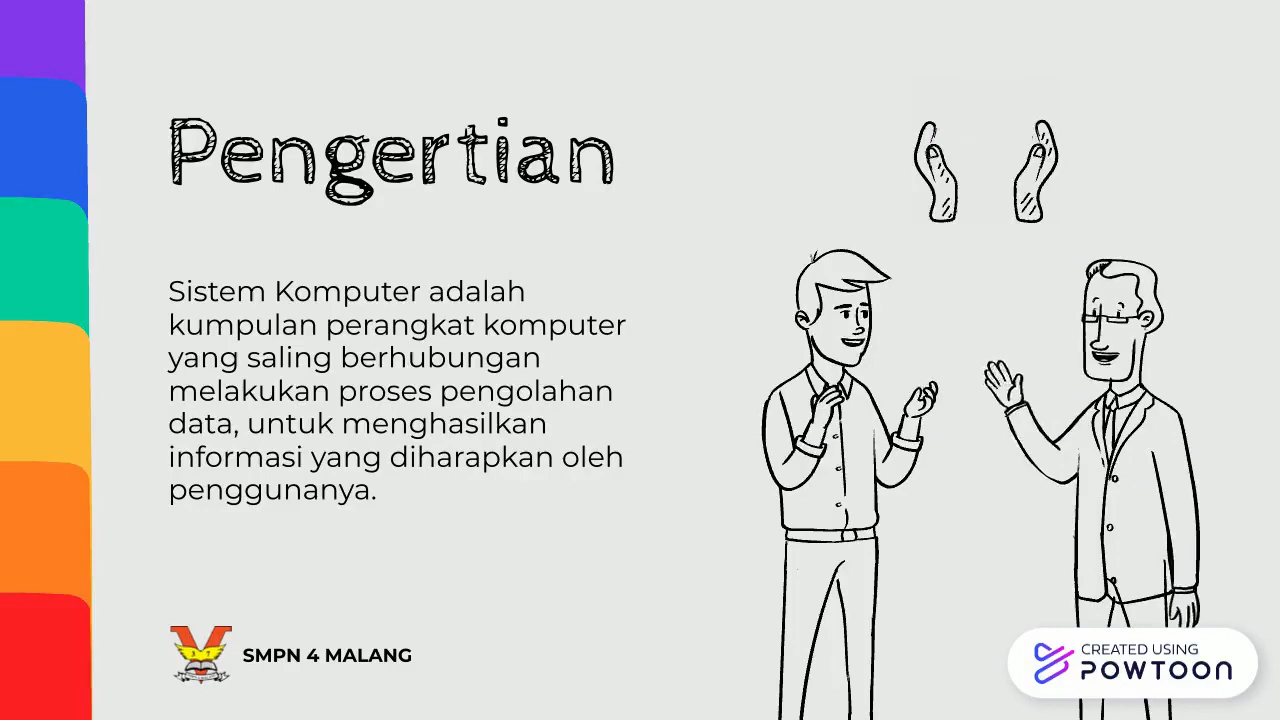 Pengertian
Sistem Komputer adalah
kumpulan perangkat komputer
yang saling berhubungan
melakukan proses pengolahan
data, untuk menghasilkan
informasi yang diharapkan oleh
penggunanya.
SMPN 4 MALANG
CREATED USING
POWTOON